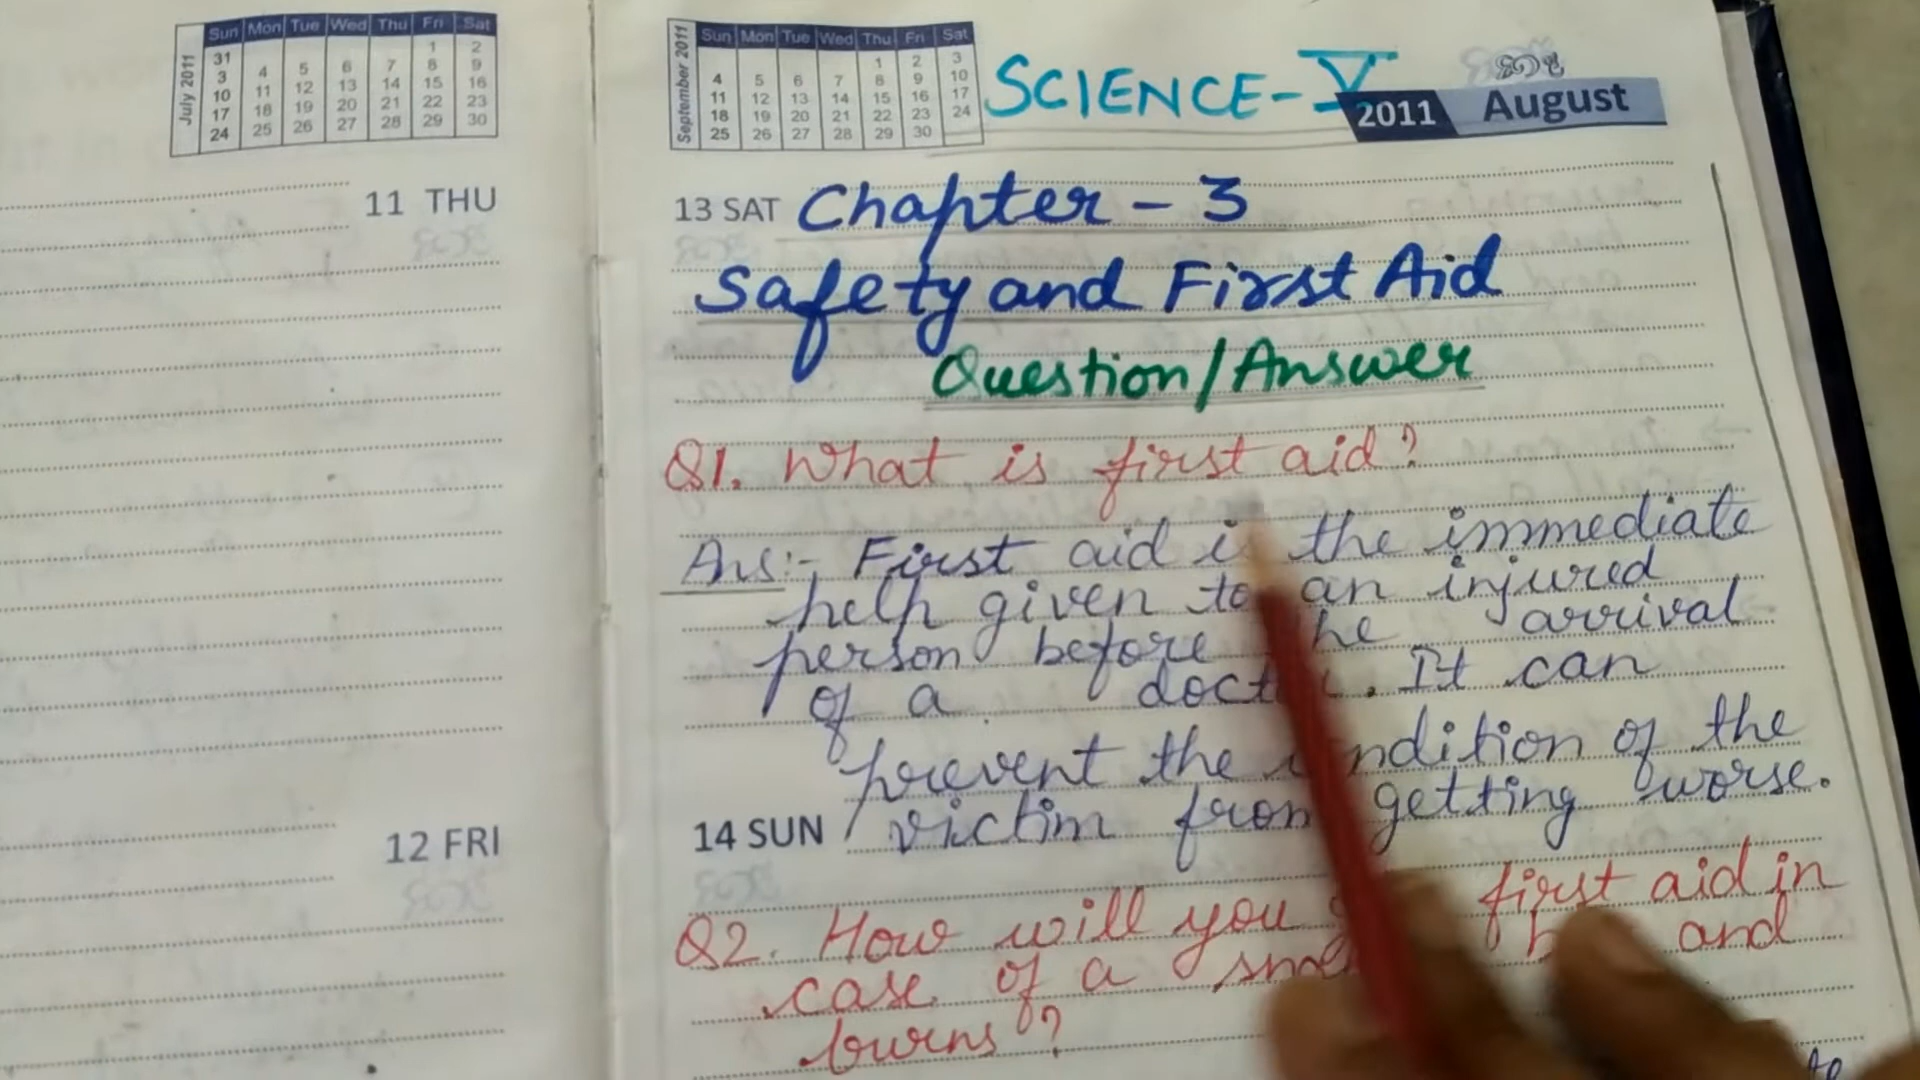 July 2011
Sun Mon Tue Wed Thu Fri Sat
31 1 2
3 4 5 6 7 8 9
10 11 12 13 14 15 16
17 18 19 20 21 22 23
24 25 26 27 28 29 30
11 THU
12 FRI
September 2011
Sun Mon Tue Wed Thu Fri Sat
1 2 3
4 5 6 7 8 9 10
11 12 13 14 15 16 17
18 19 20 21 22 23 24
25 26 27 28 29 30
SCIENCE-V
2011 August
13 SAT Chapter - 3
Safety and First Aid
Question/Answer
Q1. What is first aid?
Ans:- First aid is the immediate
help given to an injured
person before the arrival
of a doctor. It can
prevent the condition of the
14 SUN victim from getting worse.
Q2. How will you first aid in
case of a and
burns?